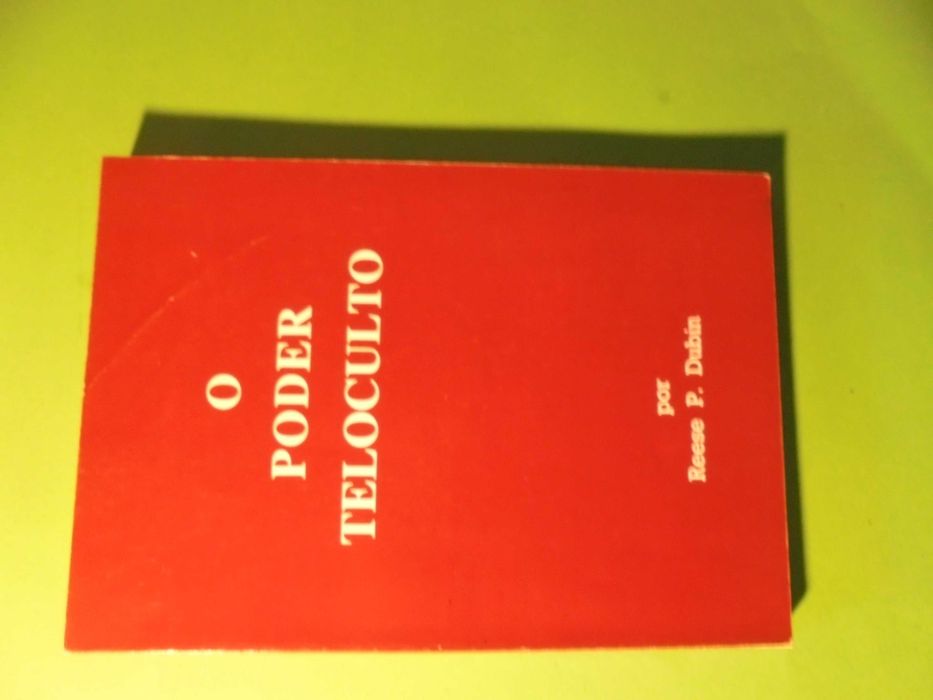 O
PODER
TELOCULTO
por
Reese P. Dubin